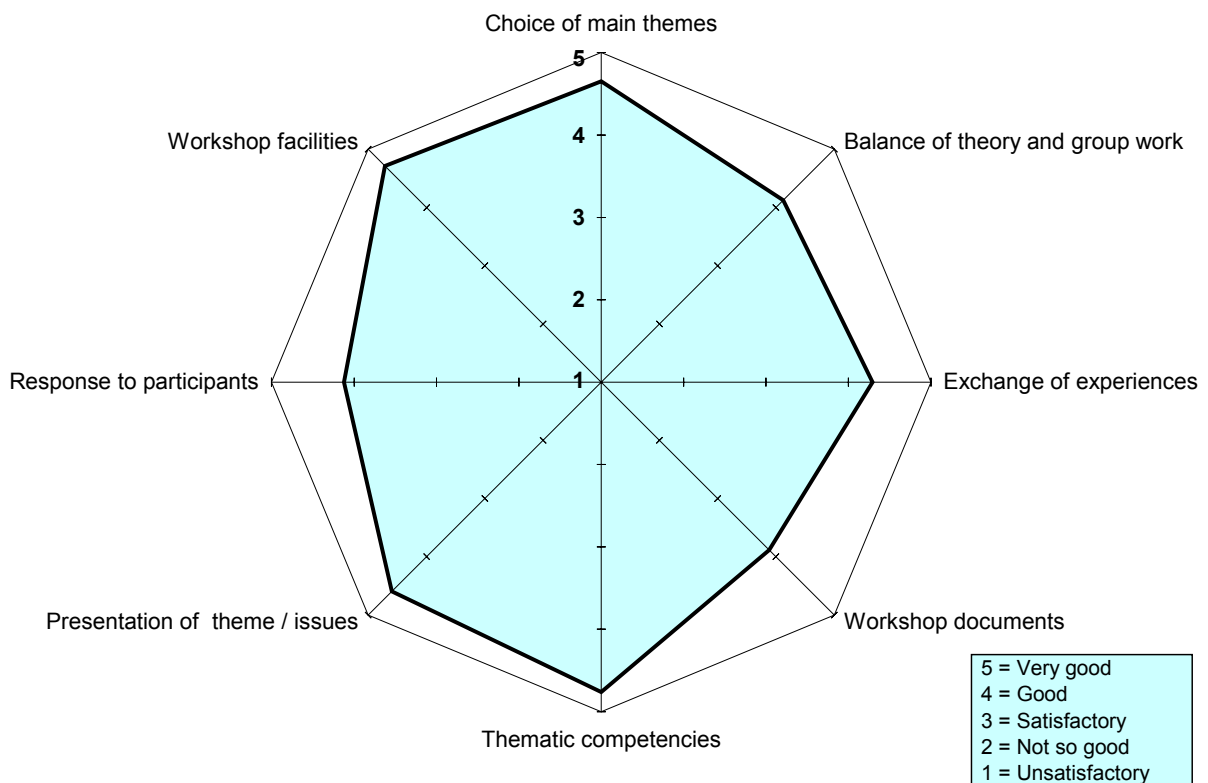 Choice of main themes
5
Workshop facilities
4
Balance of theory and group work
3
2
Response to participants
1
Exchange of experiences
Presentation of  theme / issues
Workshop documents
Thematic competencies
5 = Very good
4 = Good
3 = Satisfactory
2 = Not so good
1 = Unsatisfactory